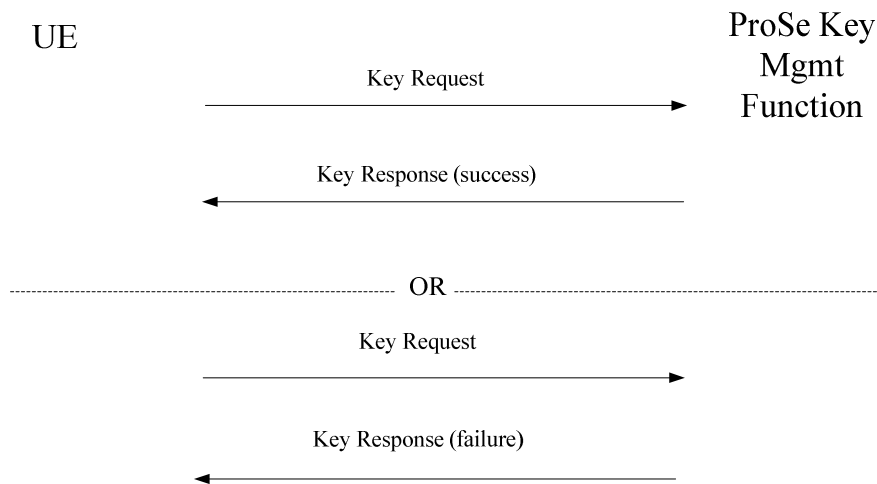 UE
ProSe Key
Mgmt
Function
Key Request
Key Response (success)
OR
Key Request
Key Response (failure)